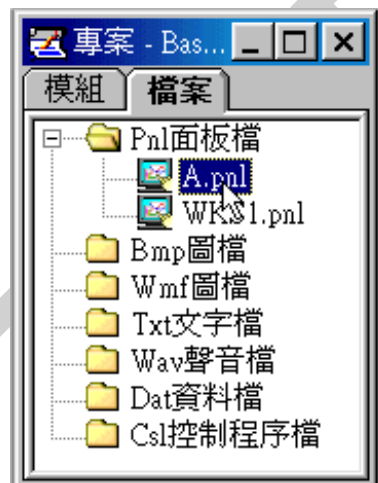 專案 - Bas...
模組 檔案
Pnl面板檔
A.pnl
WKS1.pnl
Bmp圖檔
Wmf圖檔
Txt文字檔
Wav聲音檔
Dat資料檔
Csl控制程序檔